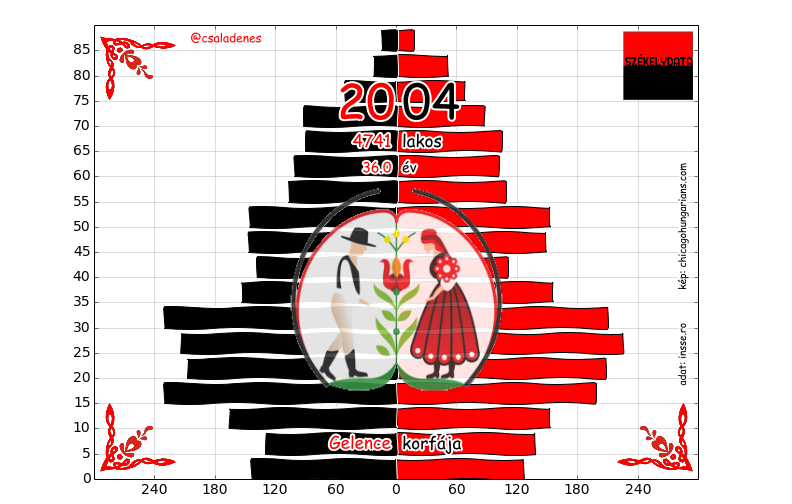 @csaladenes
SZÉKELYDATA
2004
4741 lakos
36.0 év
kép: chicagohungarians.com
adat: insse.ro
Gelence korfája
85
80
75
70
65
60
55
50
45
40
35
30
25
20
15
10
5
0
240 180 120 60 0 60 120 180 240